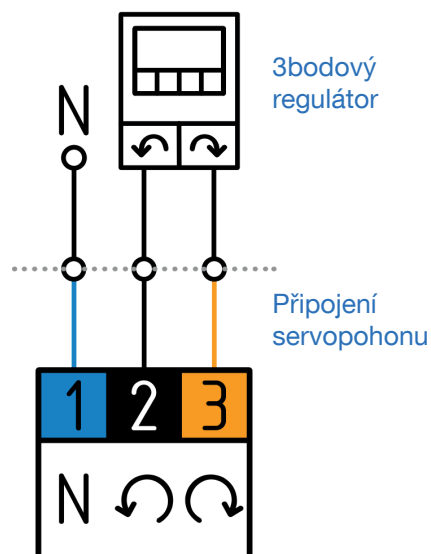 3bodový
regulátor
N
Připojení
servopohonu
1 2 3
N